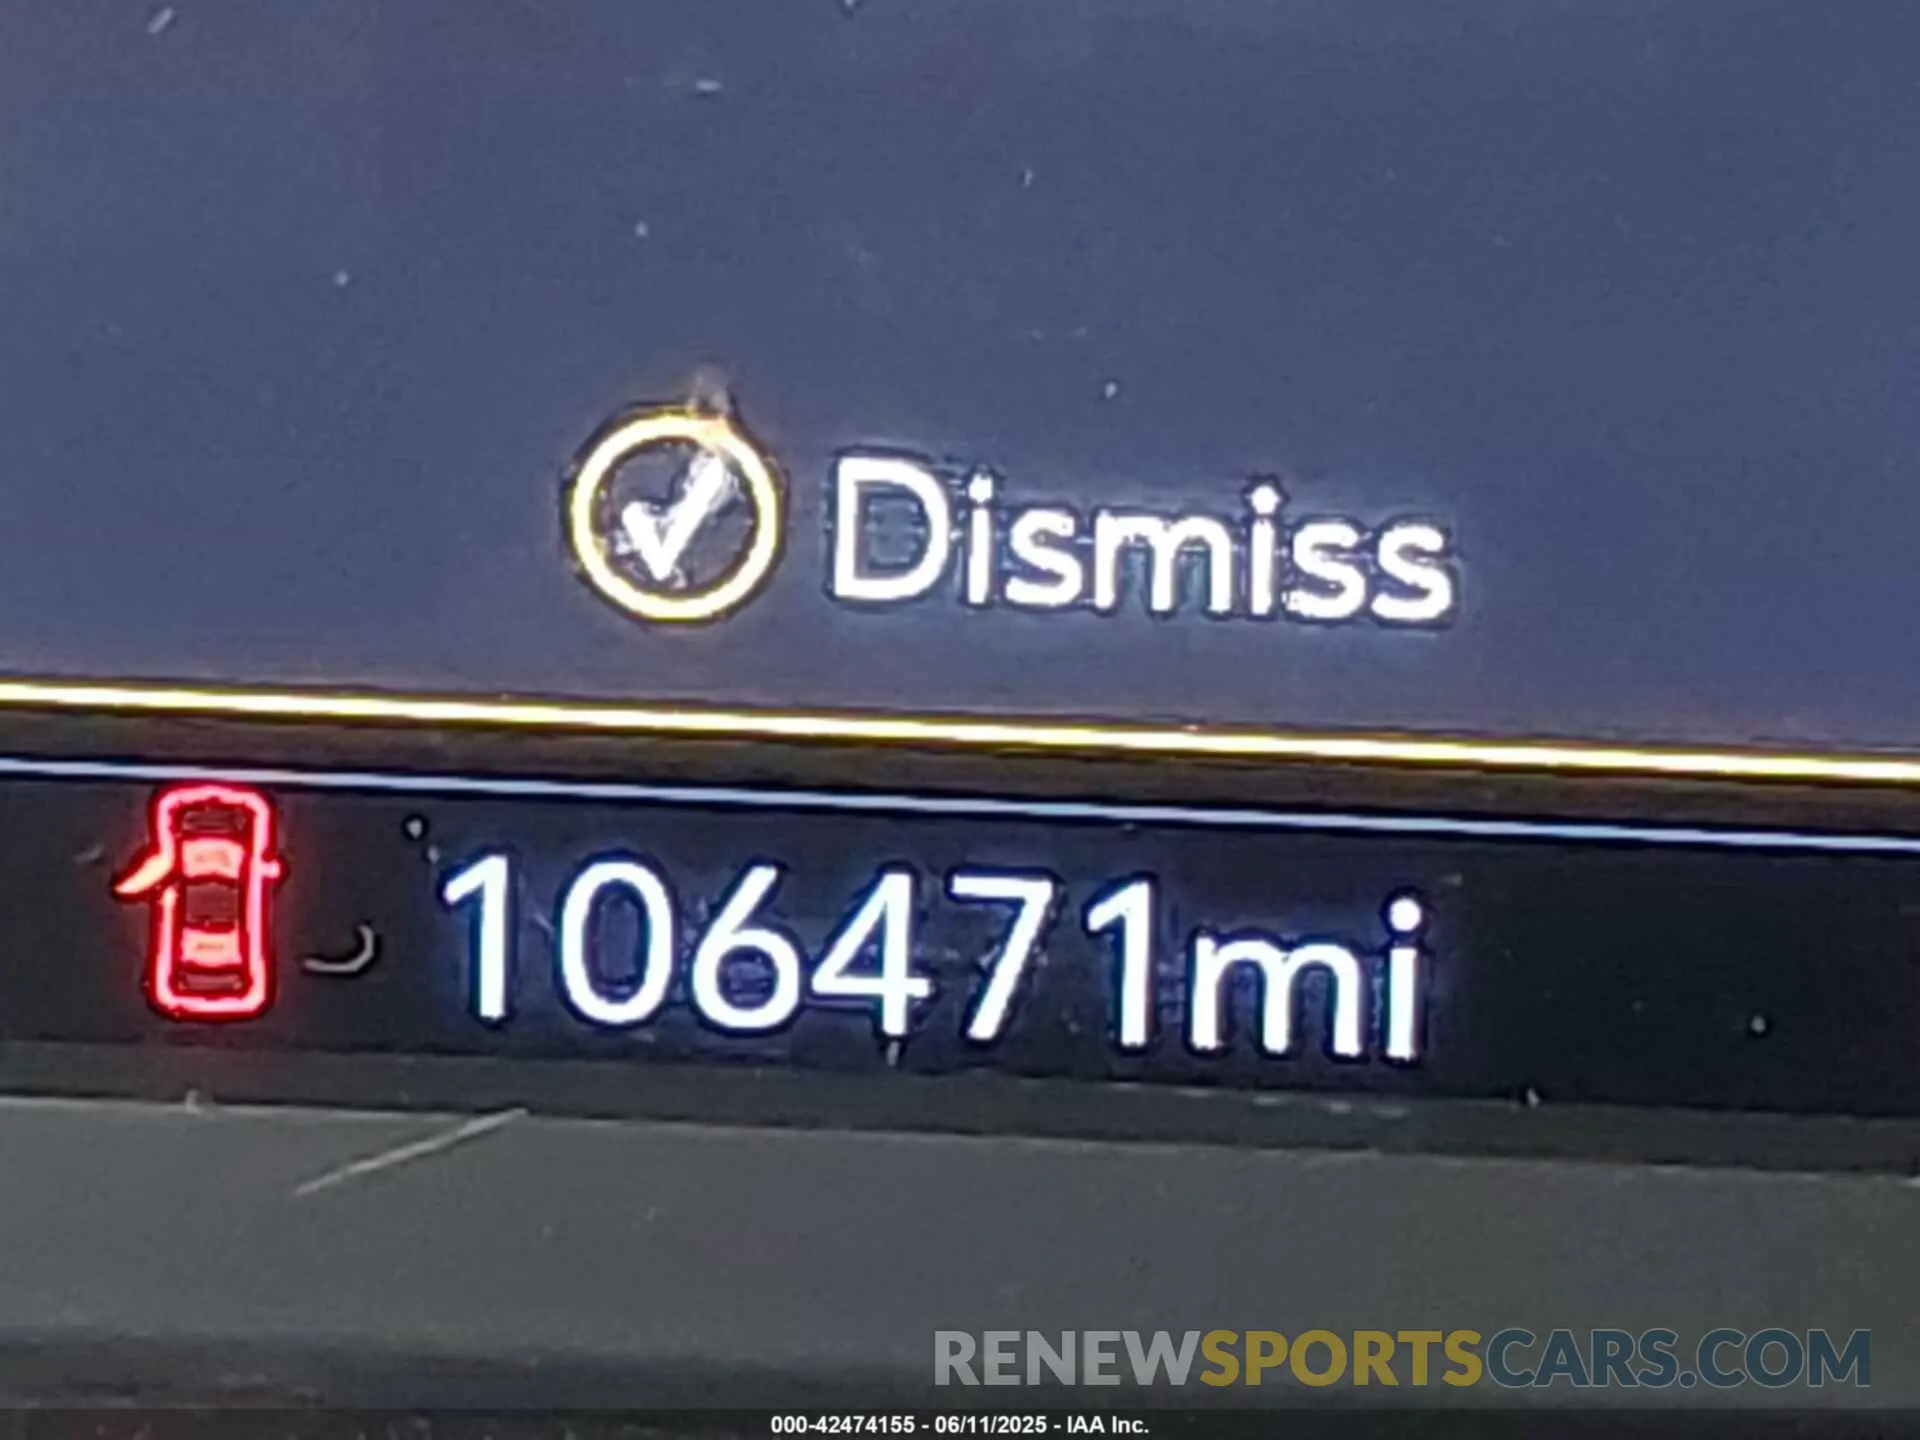 Dismiss
106471mi
RENEWSPORTSCARS.COM
000-42474155 - 06/11/2025 - IAA Inc.